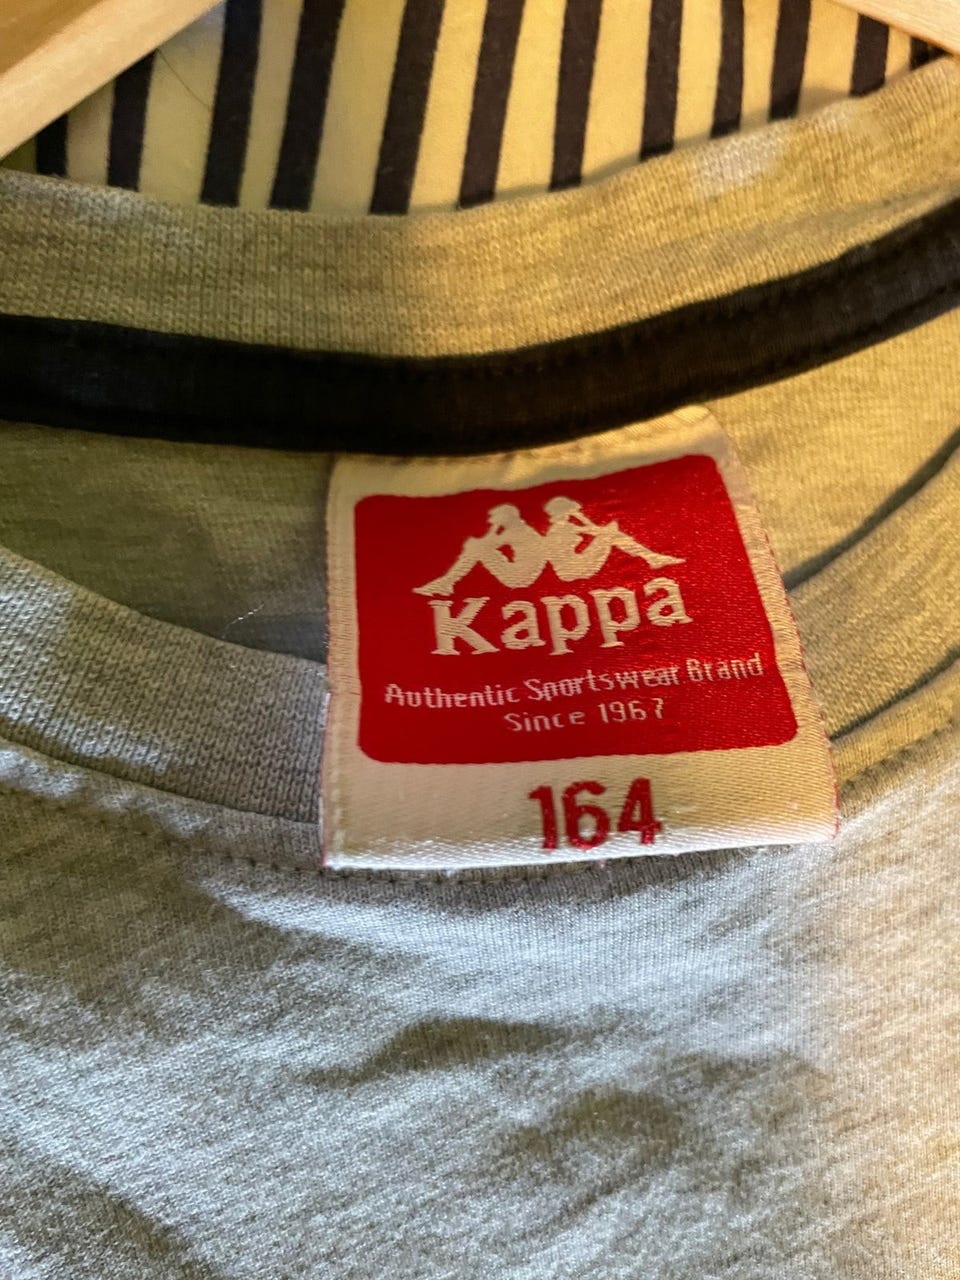 Kappa
Authentic Sportswear Brand
Since 1967
164